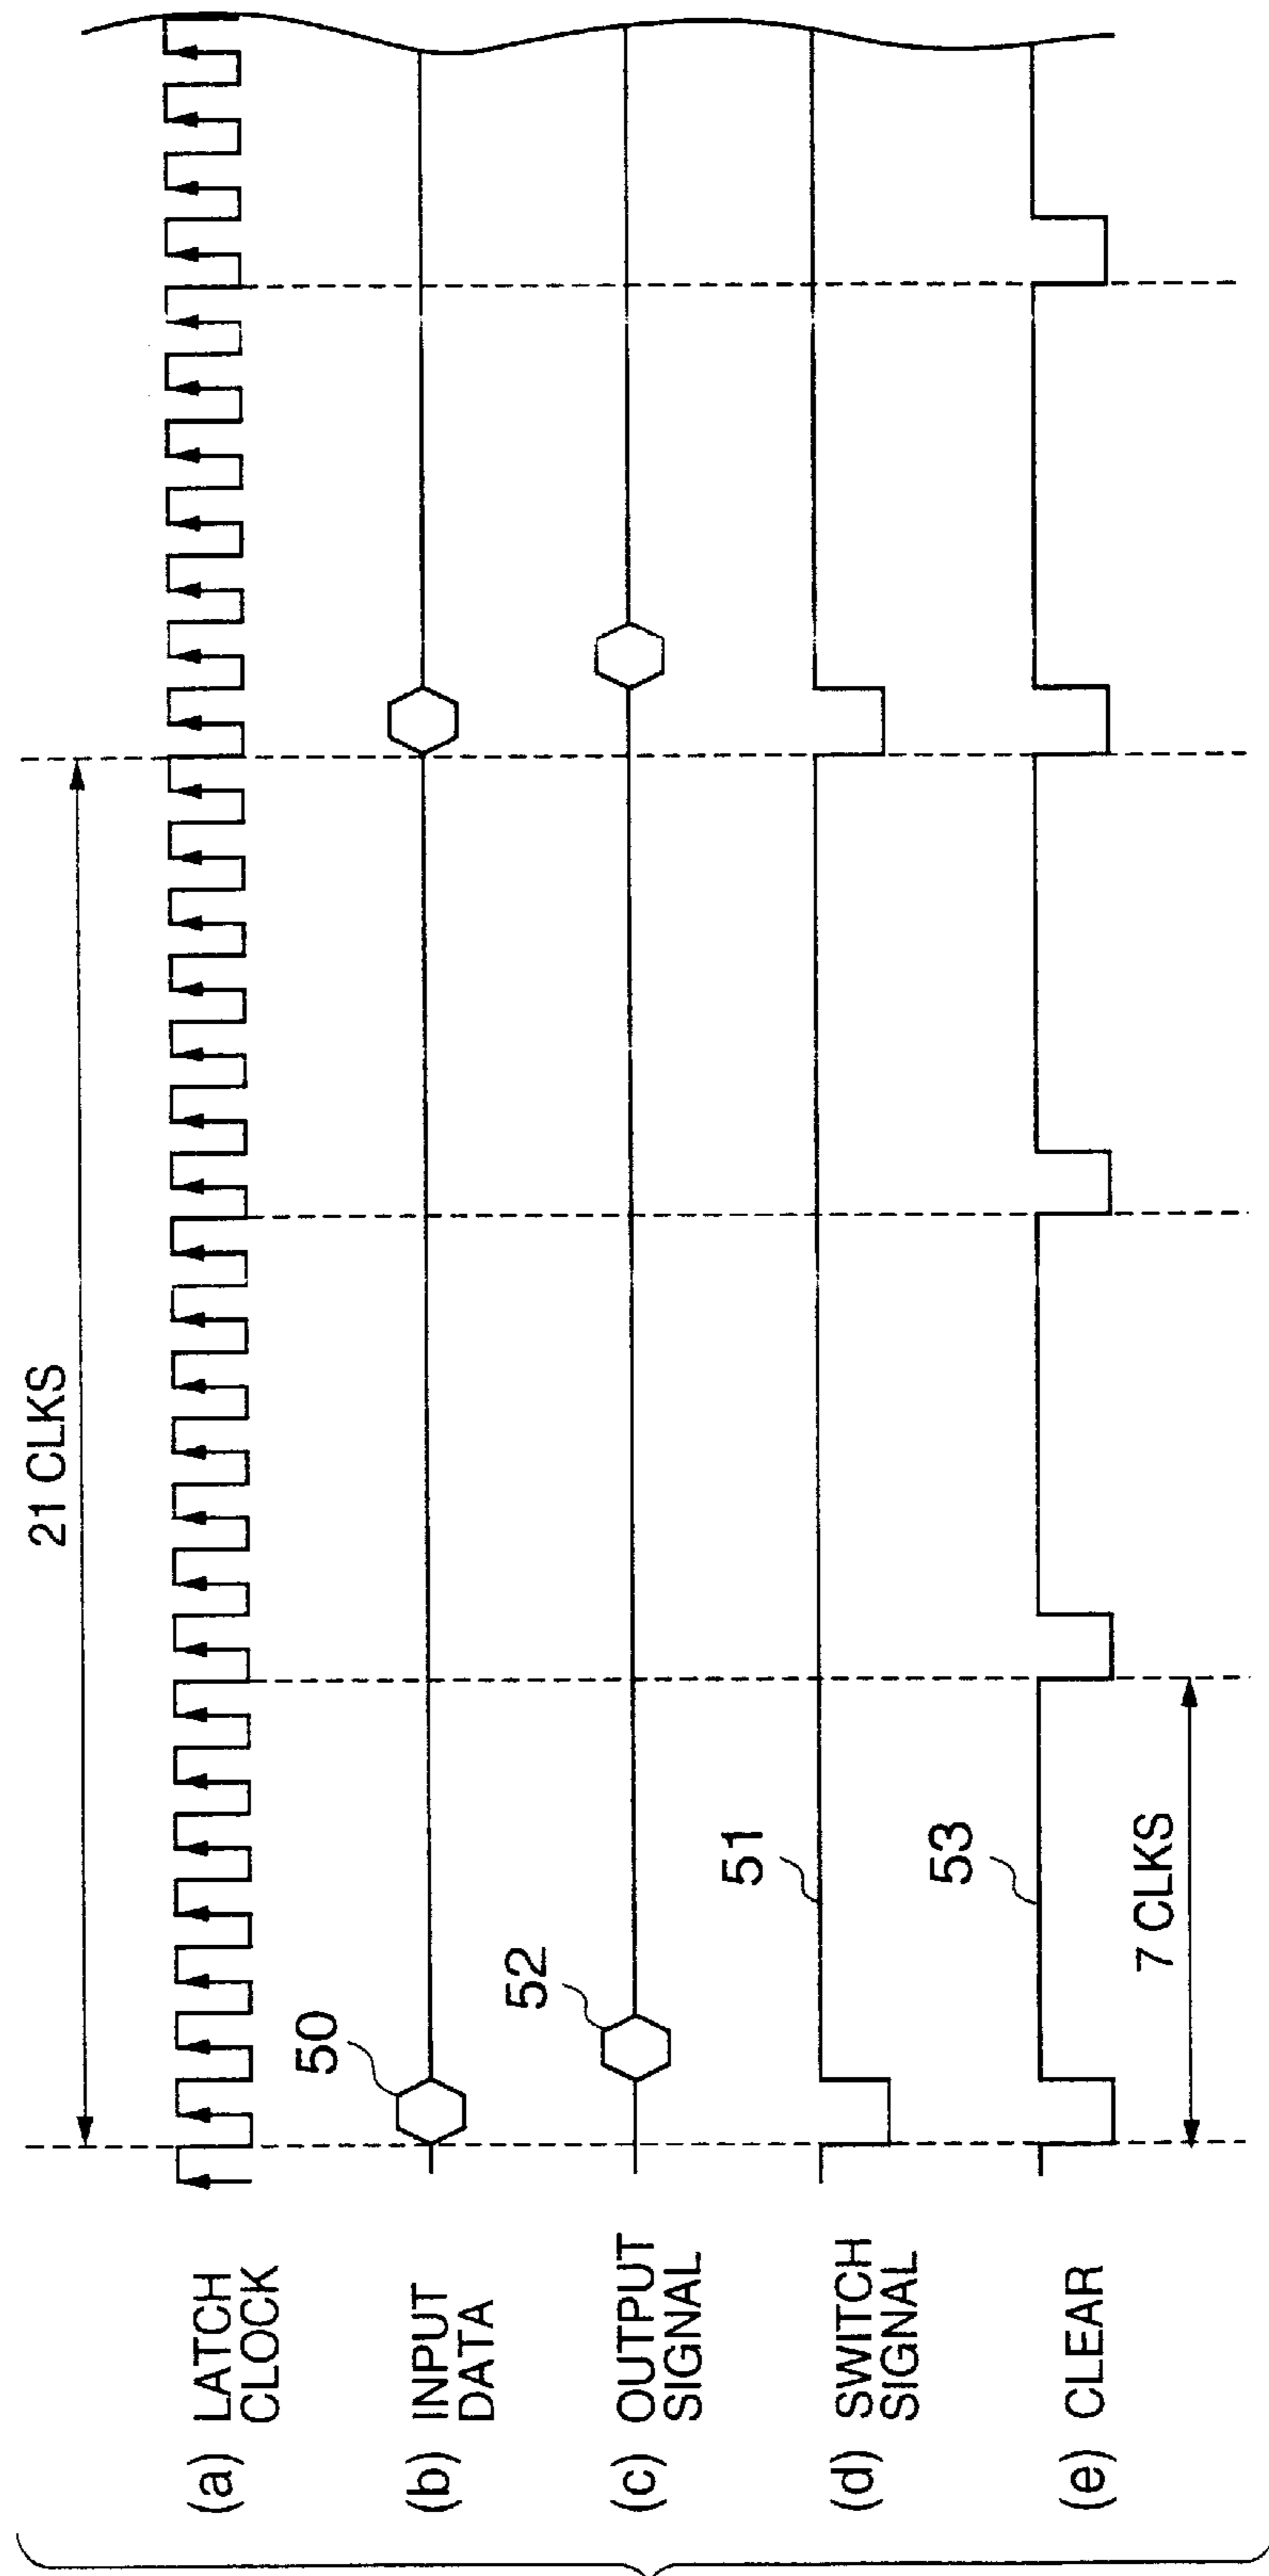 21 CLKS
(a) LATCH
CLOCK
(b) INPUT
DATA
50
(c) OUTPUT
SIGNAL
52
(d) SWITCH
SIGNAL
51
(e) CLEAR
53
7 CLKS